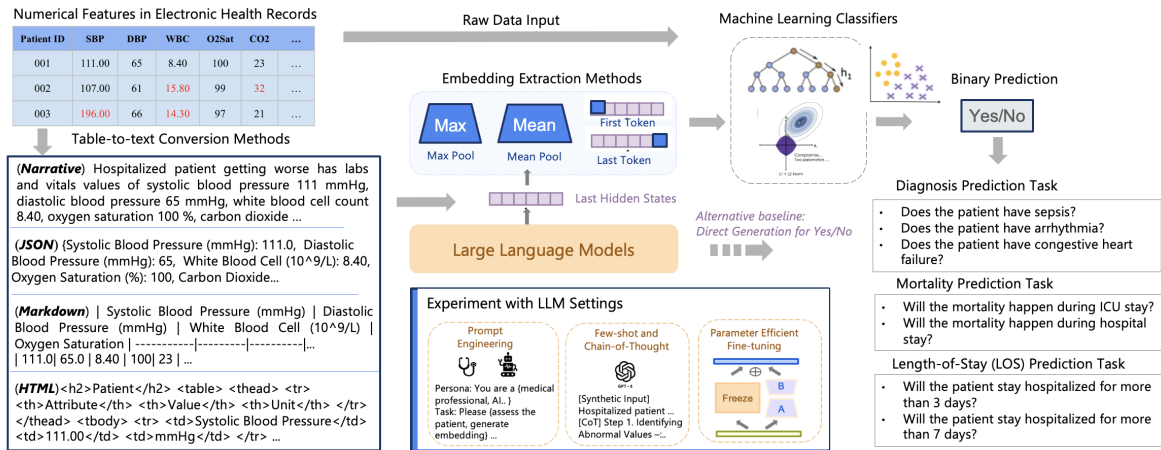 Numerical Features in Electronic Health Records
Patient ID SBP DBP WBC O2Sat CO2 ...
001 111.00 65 8.40 100 23 ...
002 107.00 61 15.80 99 32 ...
003 196.00 66 14.30 97 21 ...
Table-to-text Conversion Methods
(Narrative) Hospitalized patient getting worse has labs
and vitals values of systolic blood pressure 111 mmHg,
diastolic blood pressure 65 mmHg, white blood cell count
8.40, oxygen saturation 100 %, carbon dioxide ...
(JSON) {Systolic Blood Pressure (mmHg): 111.0, Diastolic
Blood Pressure (mmHg): 65, White Blood Cell (10^9/L): 8.40,
Oxygen Saturation (%): 100, Carbon Dioxide...
(Markdown) | Systolic Blood Pressure (mmHg) | Diastolic
Blood Pressure (mmHg) | White Blood Cell (10^9/L) |
Oxygen Saturation | ----------|---------|----------|...
| 111.0| 65.0 | 8.40 | 100| 23 | ...
(HTML)<h2>Patient</h2> <table> <thead> <tr>
<th>Attribute</th> <th>Value</th> <th>Unit</th> </tr>
</thead> <tbody> <tr> <td>Systolic Blood Pressure</td>
<td>111.00</td> <td>mmHg</td> </tr> ...
Raw Data Input
Embedding Extraction Methods
Max
Max Pool
Mean
Mean Pool
First Token
Last Token
Last Hidden States
Large Language Models
Alternative baseline:
Direct Generation for Yes/No
Experiment with LLM Settings
Prompt
Engineering
Persona: You are a {medical
professional, AI.. }
Task: Please {assess the
patient, generate
embedding} ...
Few-shot and
Chain-of-Thought
GPT-4
[Synthetic Input]
Hospitalized patient ...
[CoT] Step 1. Identifying
Abnormal Values –:..
Parameter Efficient
Fine-tuning
Freeze
B
A
Machine Learning Classifiers
h1
Compromise...
Two parameters ...
L1 + L2 Norm
Binary Prediction
Yes/No
Diagnosis Prediction Task
• Does the patient have sepsis?
• Does the patient have arrhythmia?
• Does the patient have congestive heart
failure?
Mortality Prediction Task
• Will the mortality happen during ICU stay?
• Will the mortality happen during hospital
stay?
Length-of-Stay (LOS) Prediction Task
• Will the patient stay hospitalized for more
than 3 days?
• Will the patient stay hospitalized for more
than 7 days?